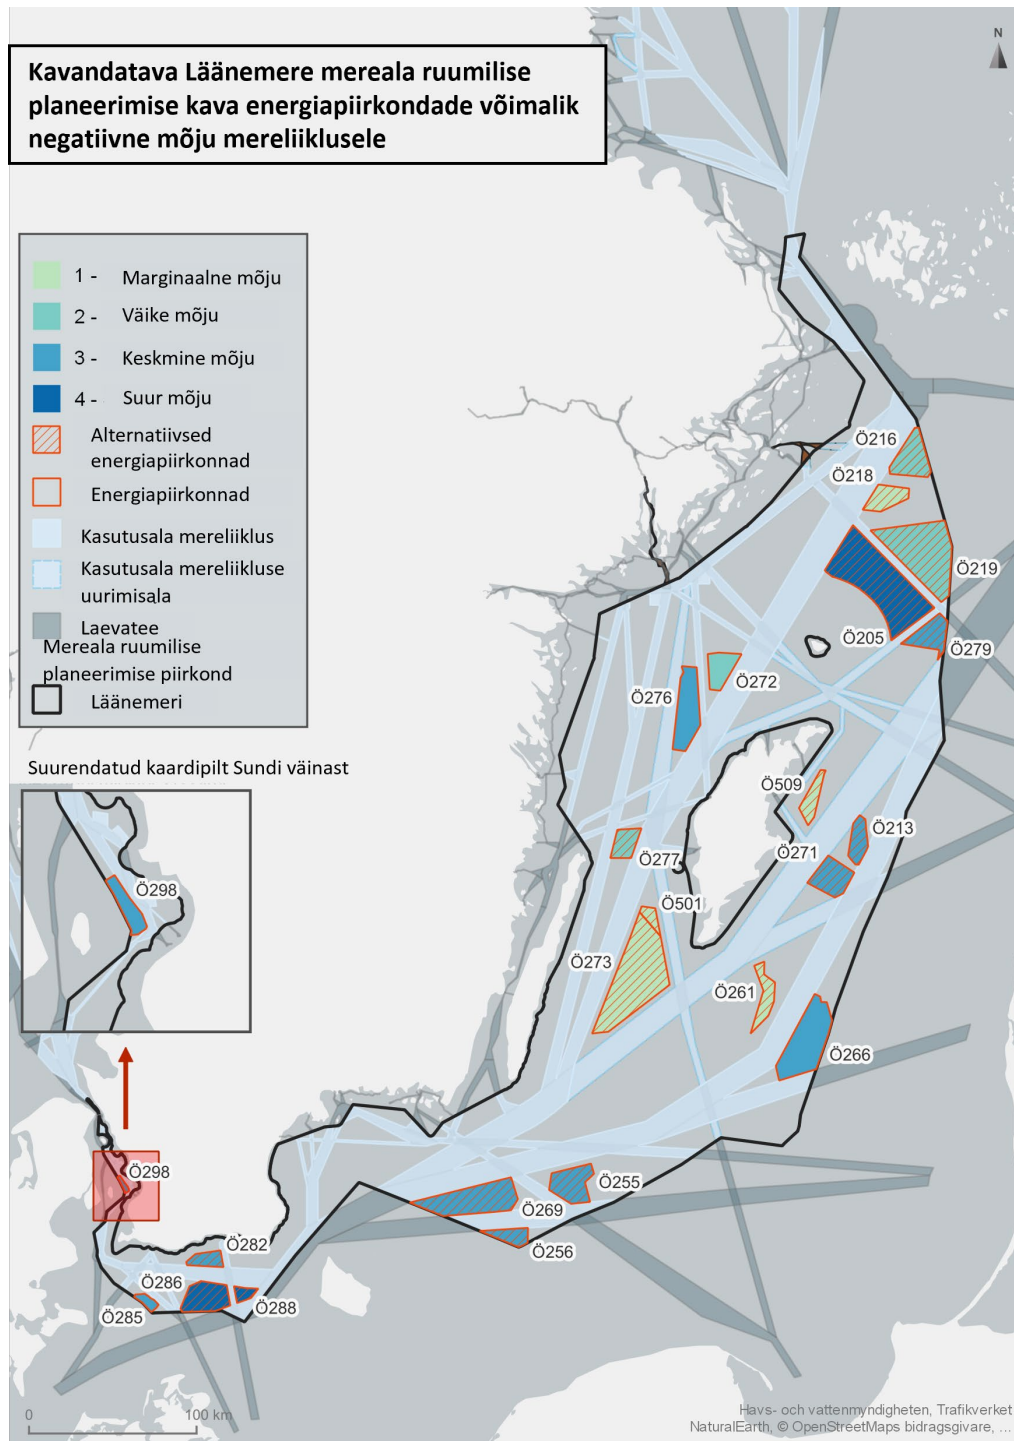 Kavandatava Läänemere mereala ruumilise
planeerimise kava energiapiirkondade võimalik
negatiivne mõju mereliiklusele
N
1 - Marginaalne mõju
2 - Väike mõju
3 - Keskmine mõju
4 - Suur mõju
Alternatiivsed
energiapiirkonnad
Energiapiirkonnad
Kasutusala mereliiklus
Kasutusala mereliikluse
uurimisala
Laevatee
Mereala ruumilise
planeerimise piirkond
Läänemeri
Suurendatud kaardipilt Sundi väinast
Ö298
Ö216
Ö218
Ö219
Ö205
Ö279
Ö272
Ö276
Ö509
Ö213
Ö271
Ö277
Ö501
Ö273
Ö261
Ö266
Ö298
Ö255
Ö269
Ö256
Ö282
Ö286
Ö288
Ö285
0 100 km
Havs- och vattenmyndigheten, Trafikverket
NaturalEarth, © OpenStreetMaps bidragsgivare, ...